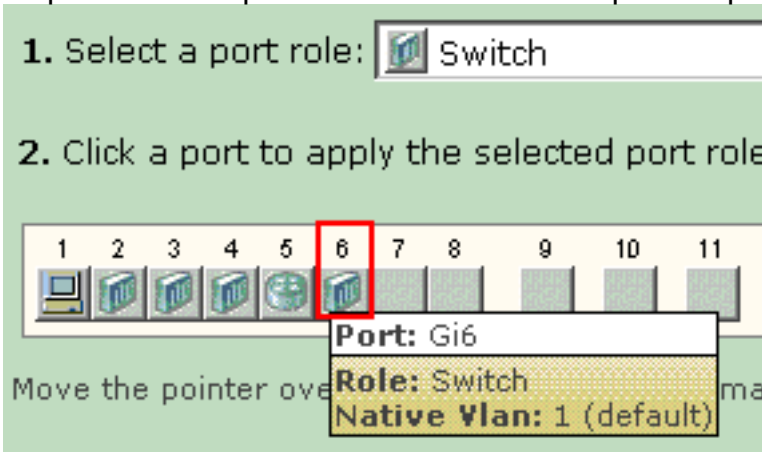 1. Select a port role: Switch
2. Click a port to apply the selected port role
1 2 3 4 5 6 7 8 9 10 11
Port: Gi6
Role: Switch
Move the pointer ove
Native Vlan: 1 (default)